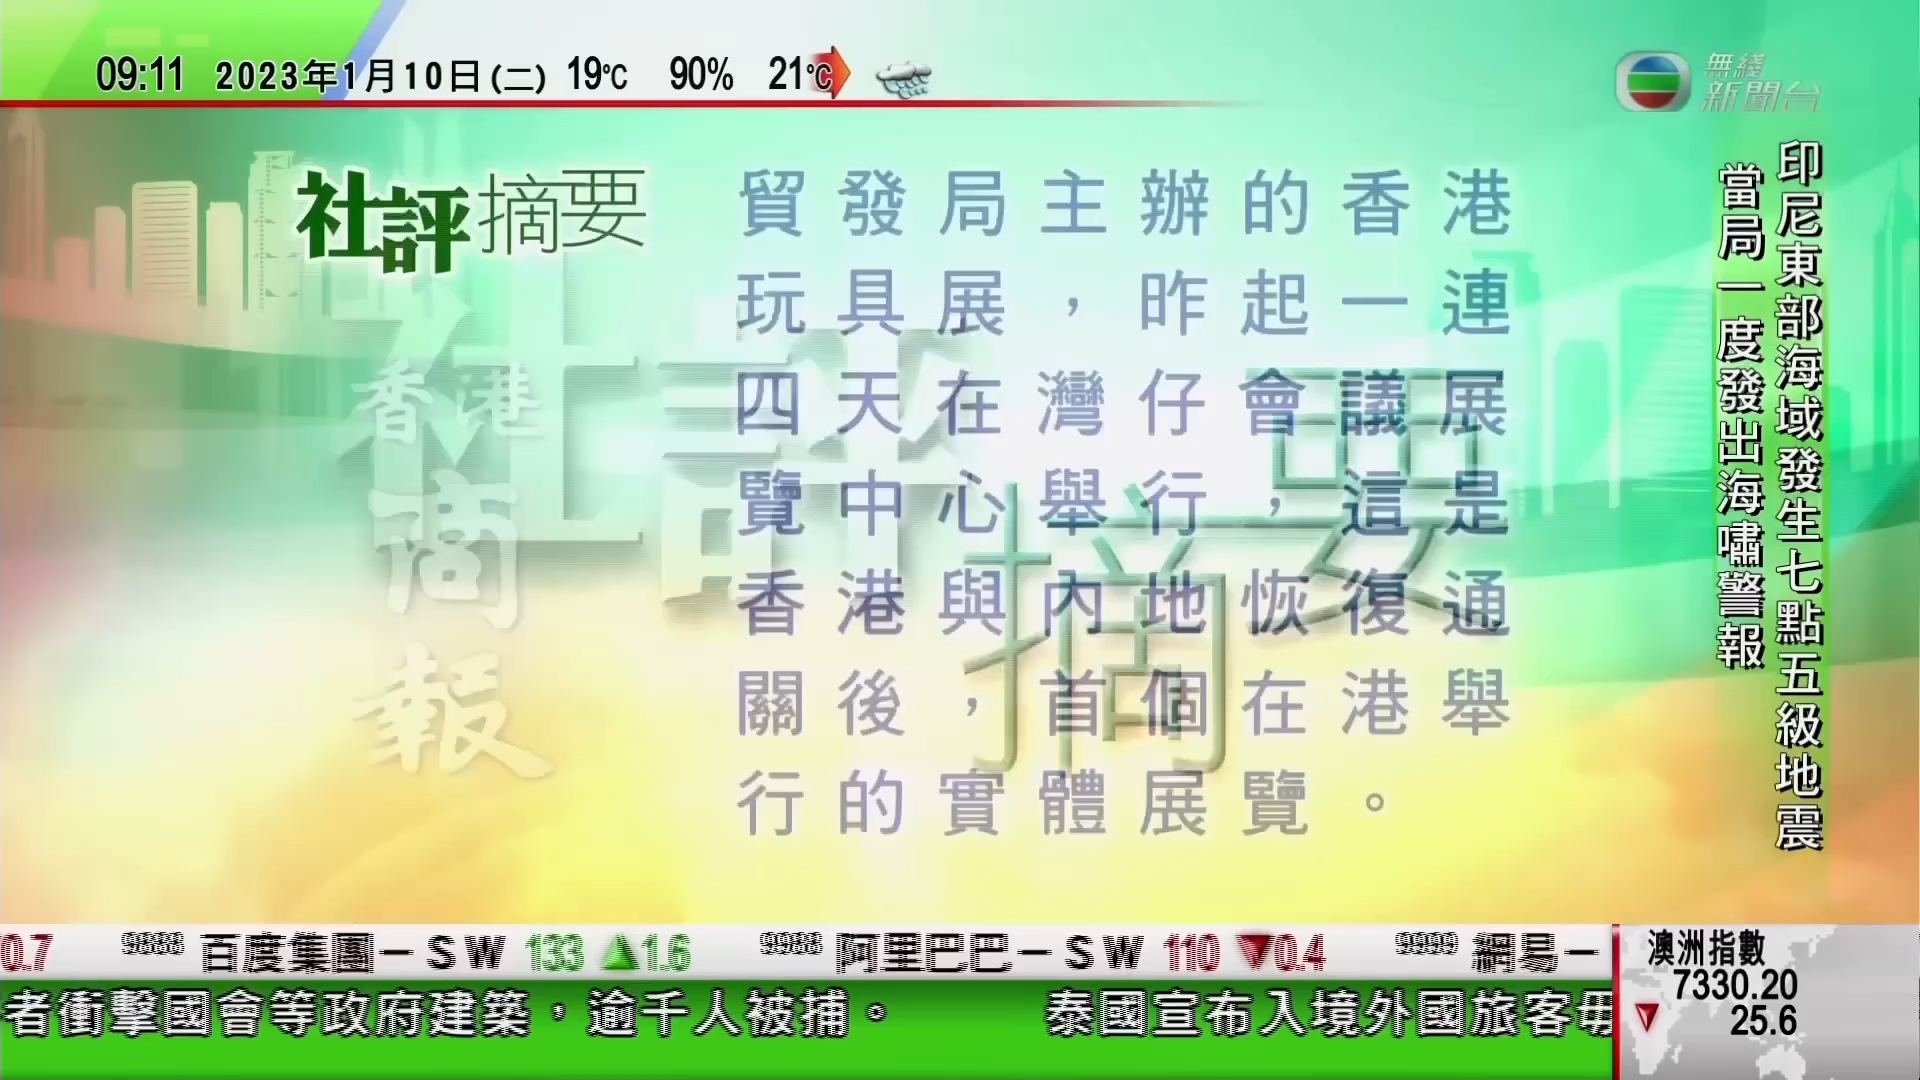 09:11 2023年1月10日(二) 19℃ 90% 21℃
無綫
新聞台
社評摘要
香港
商
報
貿發局主辦的香港
玩具展，昨起一連
四天在灣仔會議展
覽中心舉行，這是
香港與內地恢復通
關後，首個在港舉
行的實體展覽。
社評摘要
印尼東部海域發生七點五級地震
當局一度發出海嘯警報
0.7 9888 百度集團－ＳＷ 133 ▲1.6 9988 阿里巴巴－ＳＷ 110 ▼0.4 9999 網易－
者衝擊國會等政府建築，逾千人被捕。 泰國宣布入境外國旅客毋
澳洲指數
7330.20
▼ 25.6